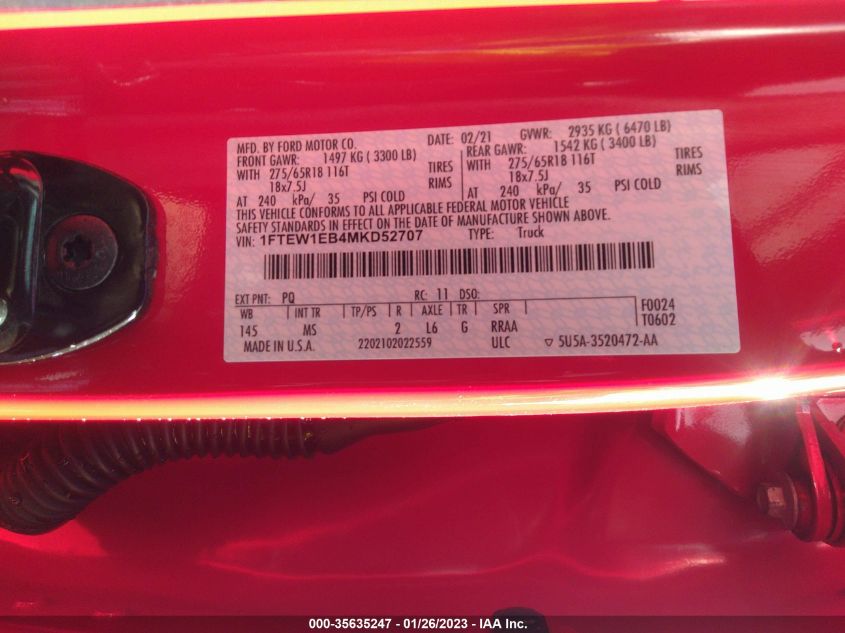 MFD. BY FORD MOTOR CO. DATE: 02/21 GVWR: 2935 KG ( 6470 LB)
FRONT GAWR: 1497 KG ( 3300 LB) REAR GAWR: 1542 KG ( 3400 LB)
WITH 275/65R18 116T TIRES WITH 275/65R18 116T TIRES
18x7.5J RIMS 18x7.5J RIMS
AT 240 kPa/ 35 PSI COLD AT 240 kPa/ 35 PSI COLD
THIS VEHICLE CONFORMS TO ALL APPLICABLE FEDERAL MOTOR VEHICLE
SAFETY STANDARDS IN EFFECT ON THE DATE OF MANUFACTURE SHOWN ABOVE.
VIN: 1FTEW1EB4MKD52707 TYPE: Truck
EXT PNT: PQ RC: 11 DSO:
WB INT TR TP/PS R AXLE TR SPR F0024
145 MS 2 L6 G RRAA T0602
MADE IN U.S.A. 2202102022559 ULC ▽ 5U5A-3520472-AA
000-35635247 - 01/26/2023 - IAA Inc.